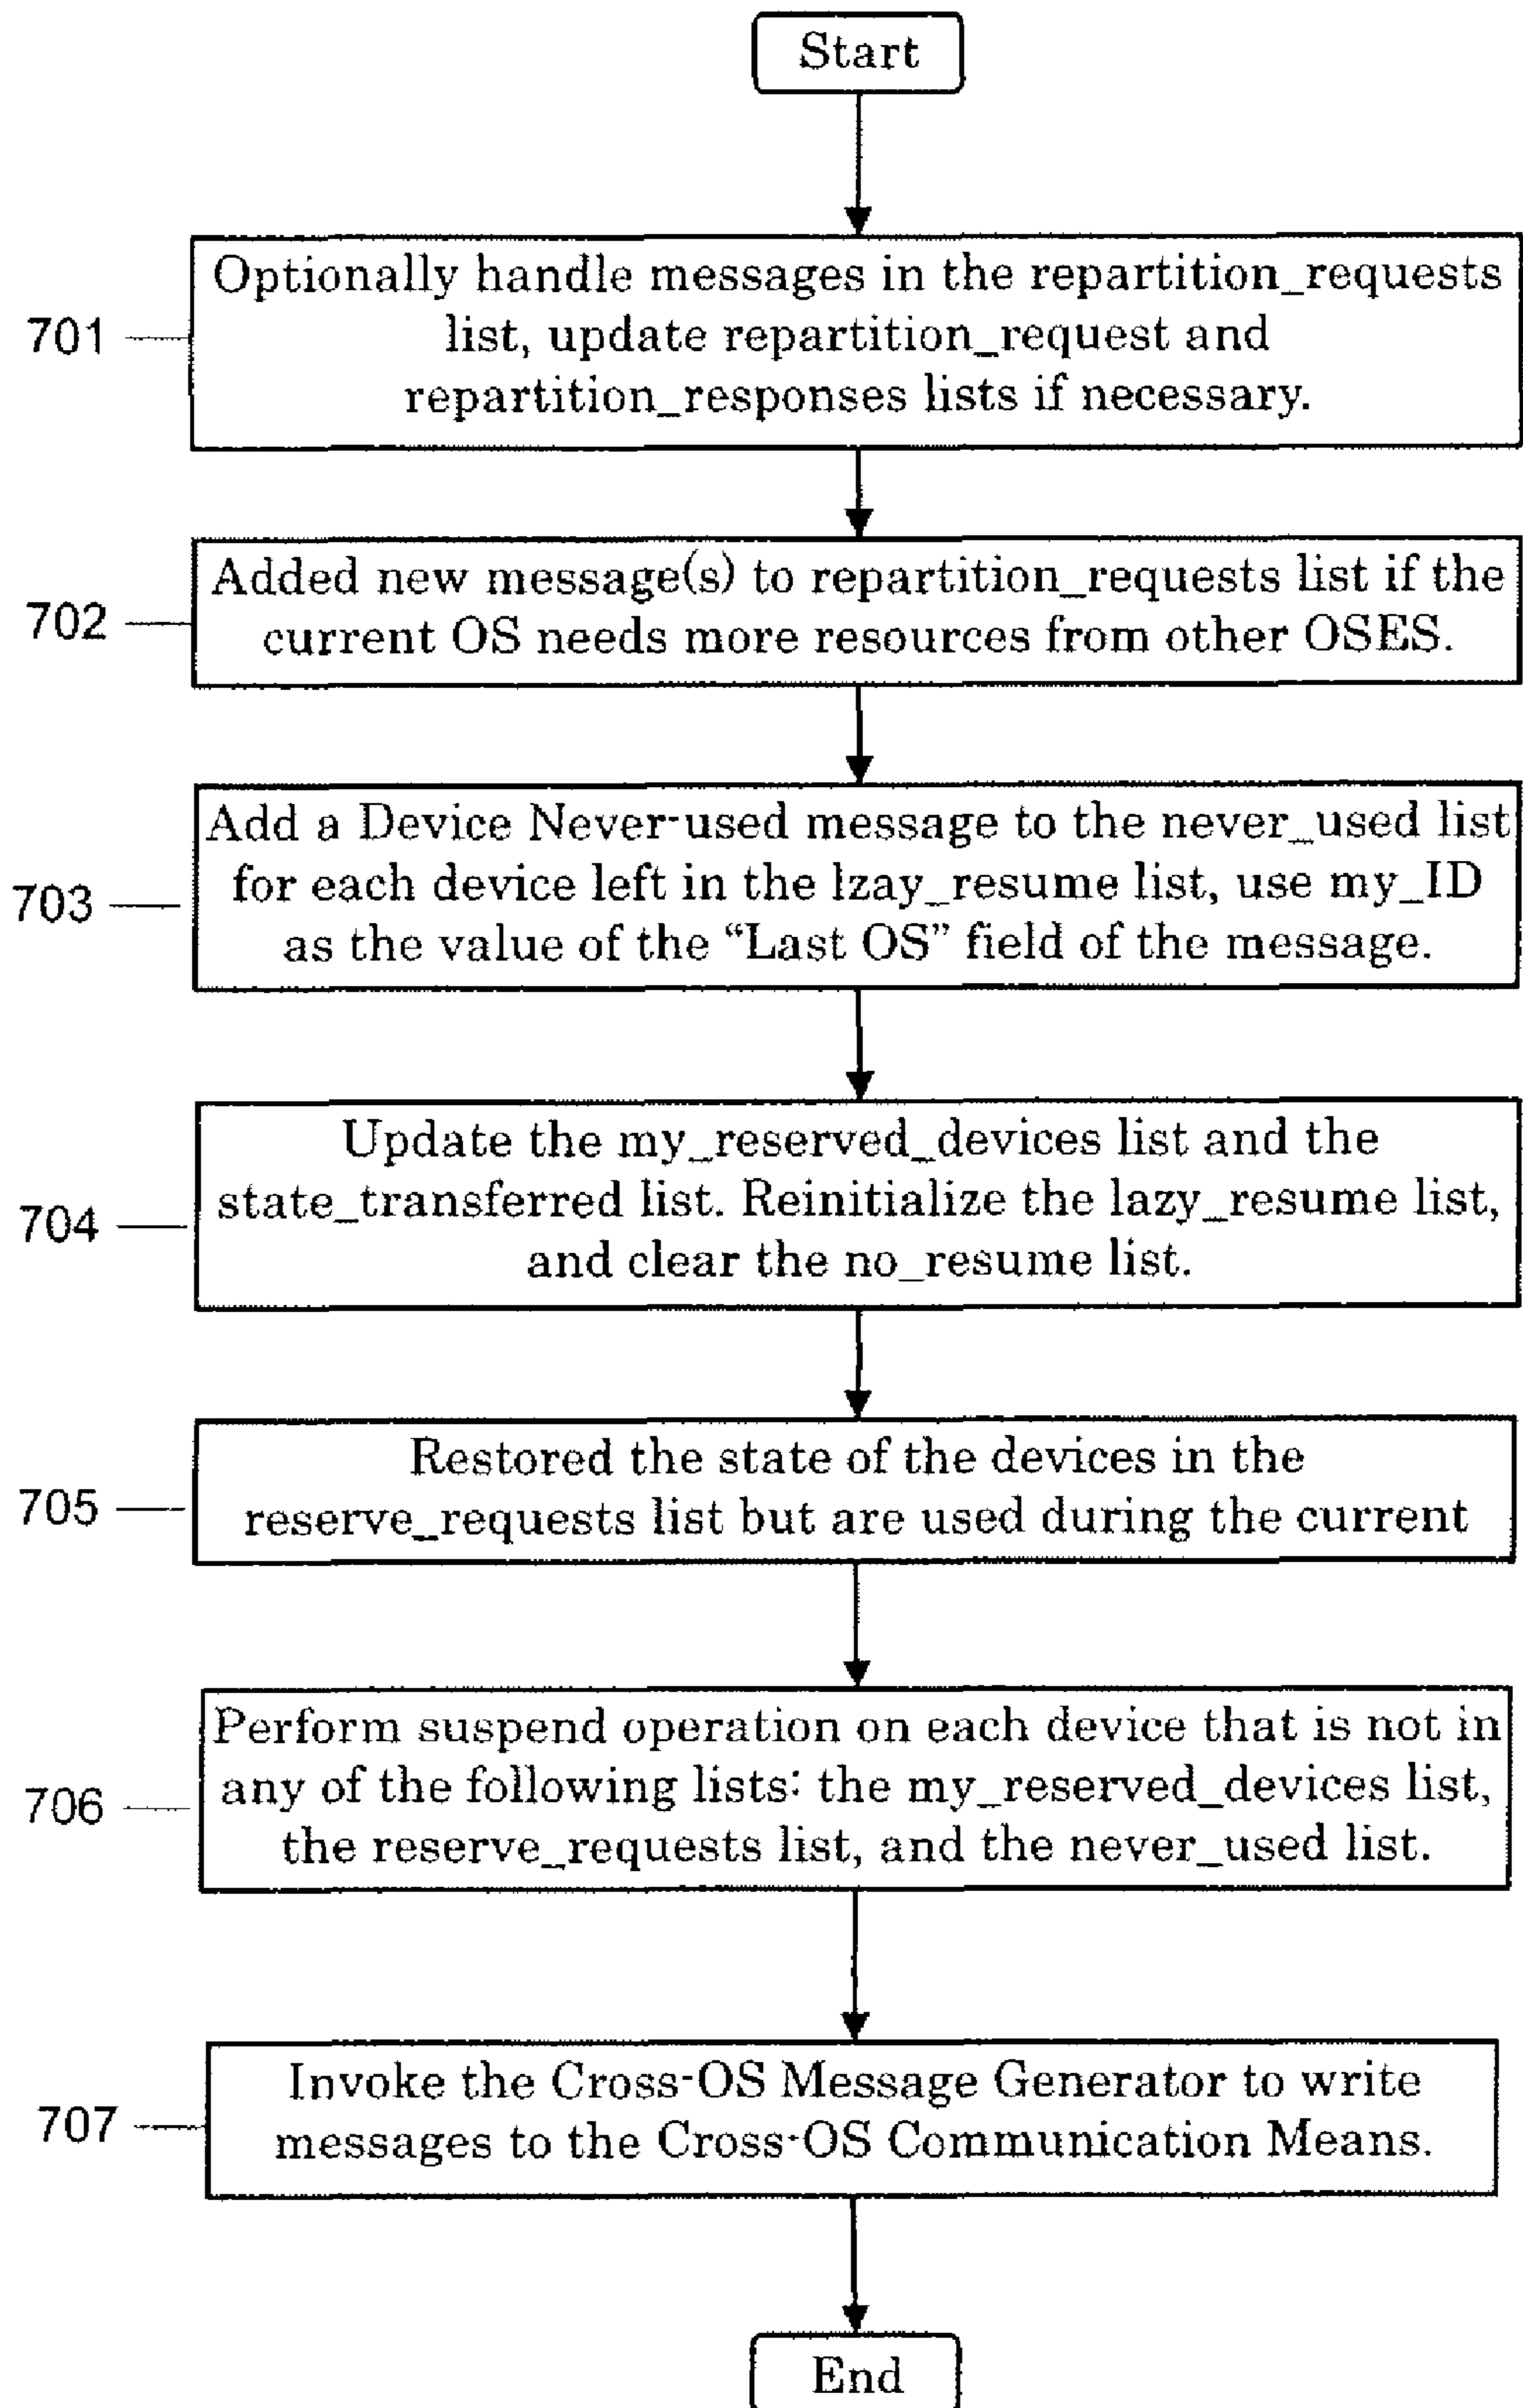 Start
701
Optionally handle messages in the repartition_requests
list, update repartition_request and
repartition_responses lists if necessary.
702
Added new message(s) to repartition_requests list if the
current OS needs more resources from other OSES.
703
Add a Device Never-used message to the never_used list
for each device left in the lzay_resume list, use my_ID
as the value of the “Last OS” field of the message.
704
Update the my_reserved_devices list and the
state_transferred list. Reinitialize the lazy_resume list,
and clear the no_resume list.
705
Restored the state of the devices in the
reserve_requests list but are used during the current
706
Perform suspend operation on each device that is not in
any of the following lists: the my_reserved_devices list,
the reserve_requests list, and the never_used list.
707
Invoke the Cross-OS Message Generator to write
messages to the Cross-OS Communication Means.
End